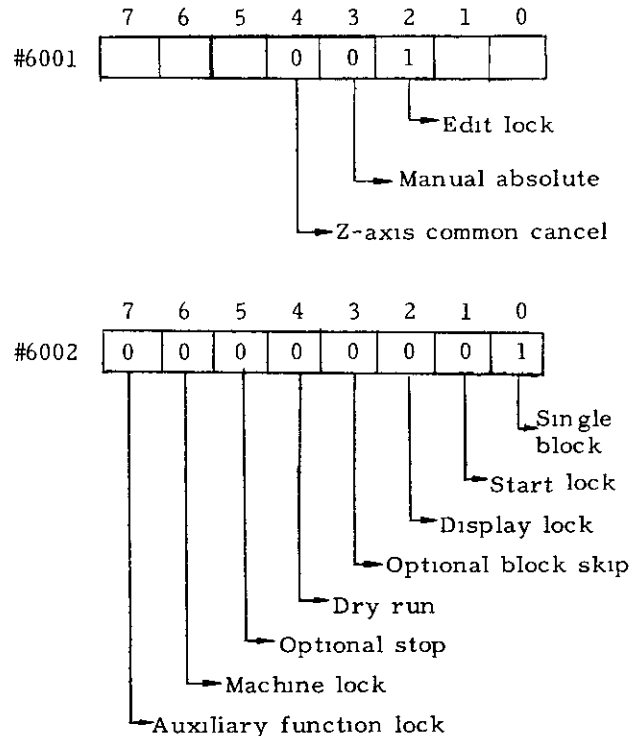 7 6 5 4 3 2 1 0
#6001 0 0 1
Edit lock
Manual absolute
Z-axis common cancel
7 6 5 4 3 2 1 0
#6002 0 0 0 0 0 0 0 1
Single
block
Start lock
Display lock
Optional block skip
Dry run
Optional stop
Machine lock
Auxiliary function lock